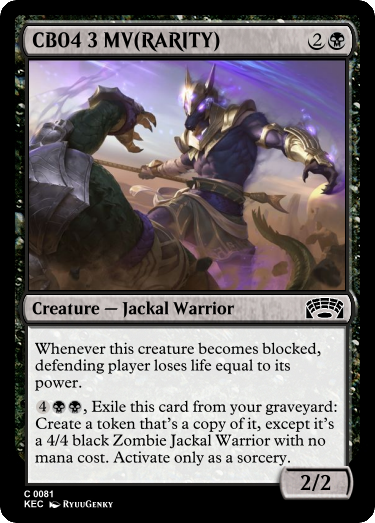 CB04 3 MV(RARITY) 2
Creature — Jackal Warrior
Whenever this creature becomes blocked,
defending player loses life equal to its
power.
4, Exile this card from your graveyard:
Create a token that's a copy of it, except it's
a 4/4 black Zombie Jackal Warrior with no
mana cost. Activate only as a sorcery.
2/2
C 0081
KEC RyuuGenky